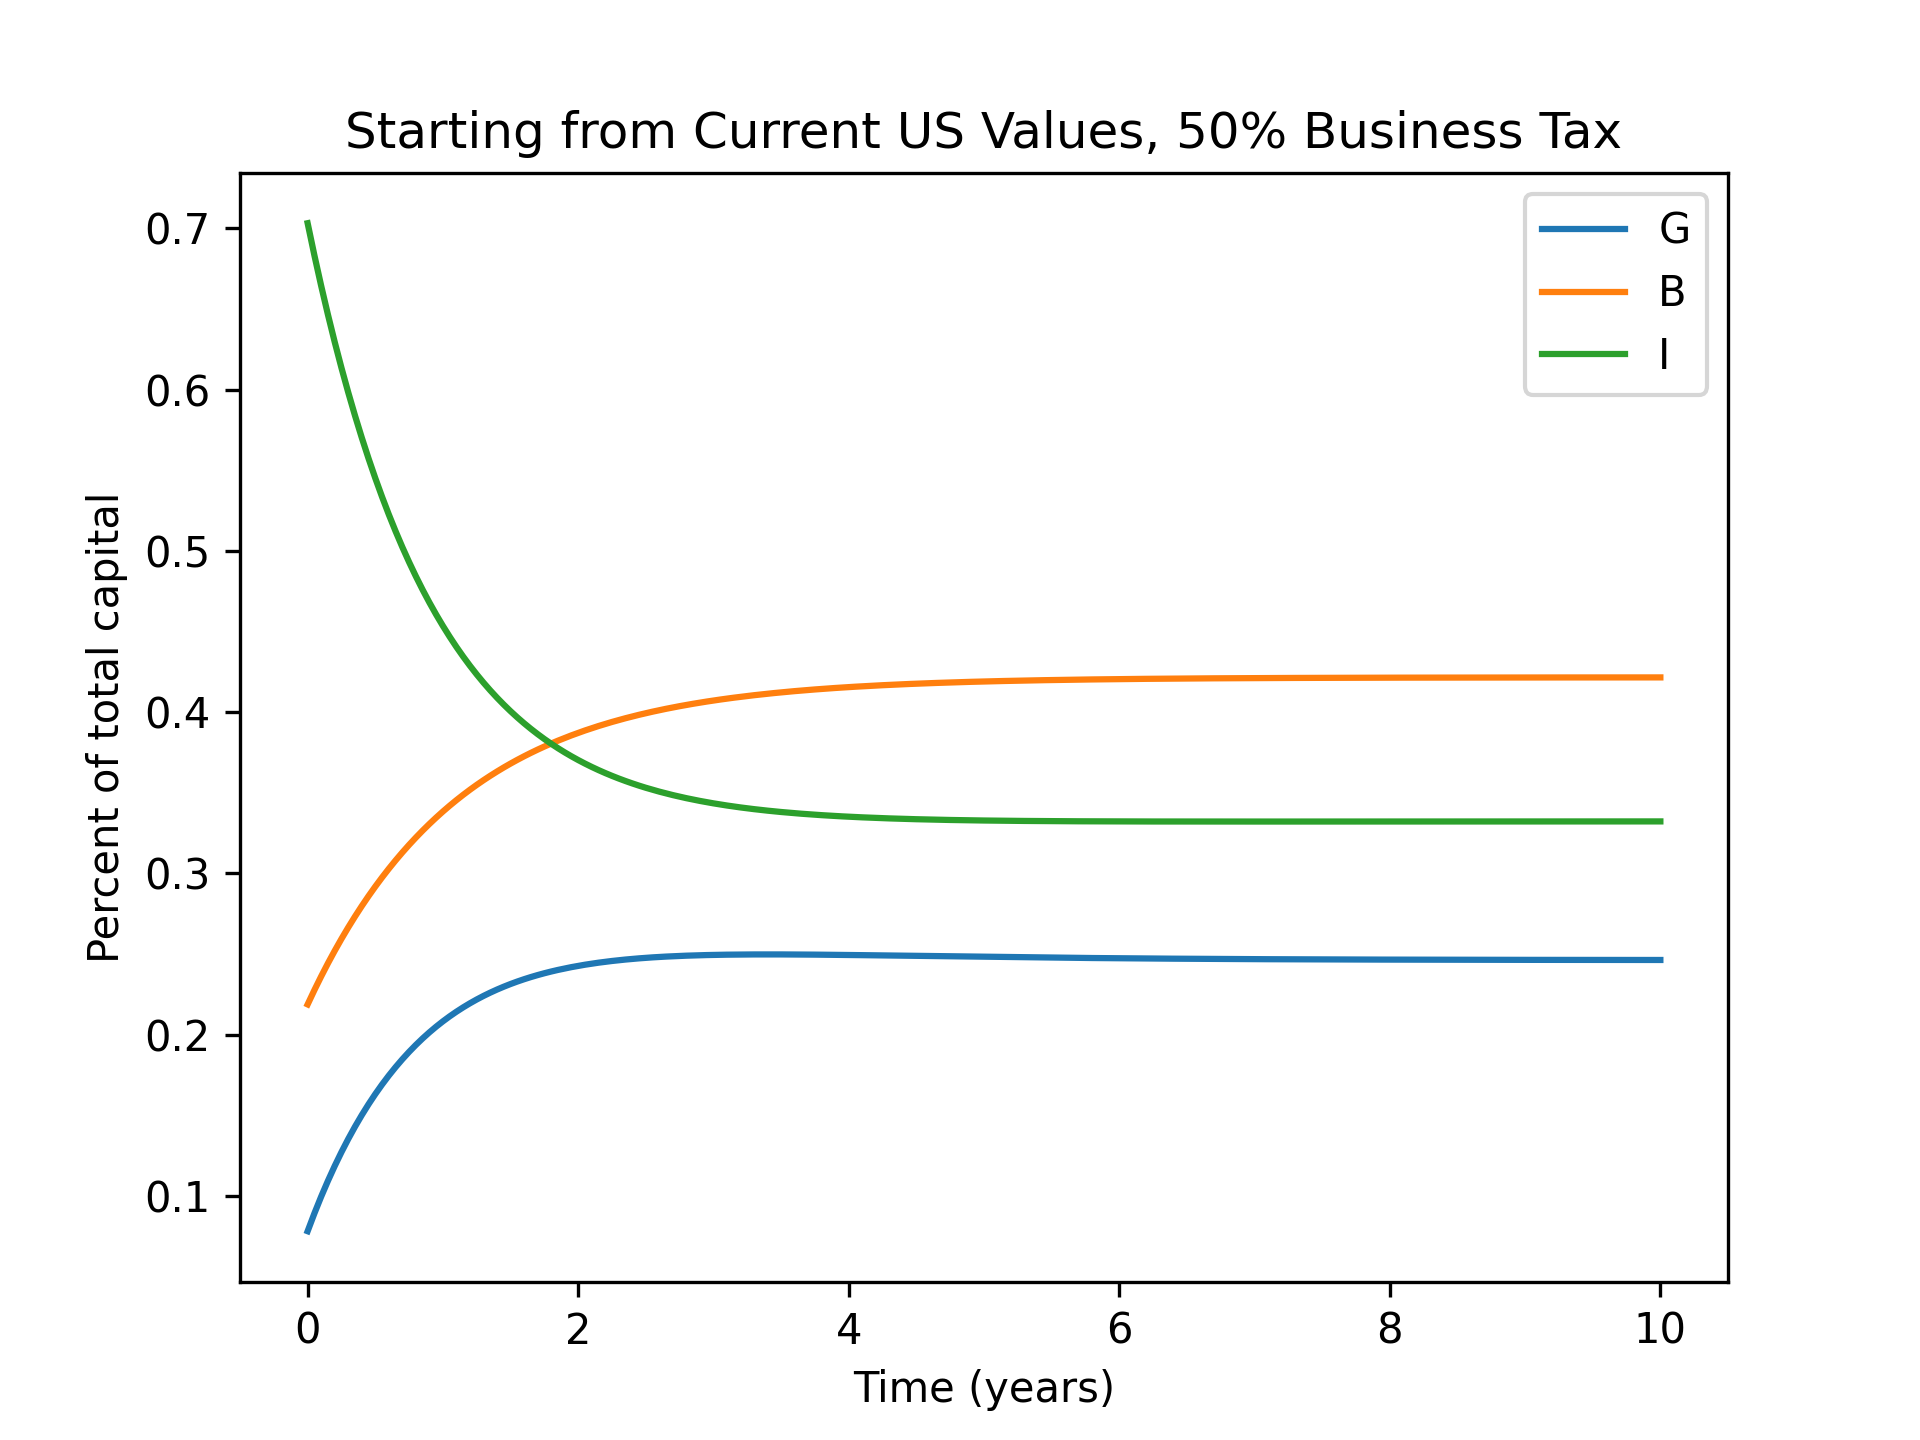 Starting from Current US Values, 50% Business Tax
G
B
I
Percent of total capital
0.7
0.6
0.5
0.4
0.3
0.2
0.1
0 2 4 6 8 10
Time (years)